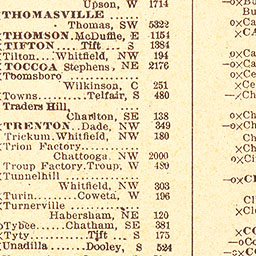 Upson, W 1714
THOMASVILLE
Thomas, SW 5322
THOMSON. McDuffie, E 1154
TIFTON Tift S 1384
Tilton Whitfield, NW 194
TOCCOA Stephens, NE 2176
Toomsboro
Wilkinson, C 251
Towns Telfair, S 480
Traders Hill,
Charlton, SE 138
TRENTON Dade, NW 349
Trickum. Whitfield, NW 180
Trion Factory
Chattooga, NW 2000
Troup Factory. Troup, W 489
Tunnelhill
Whitfield, NW 303
Turin Coweta, W 196
Turnerville
Habersham, NE 120
Tybee Chatham, SE 381
Tyty Tift S 175
Unadilla Dooley, S 524